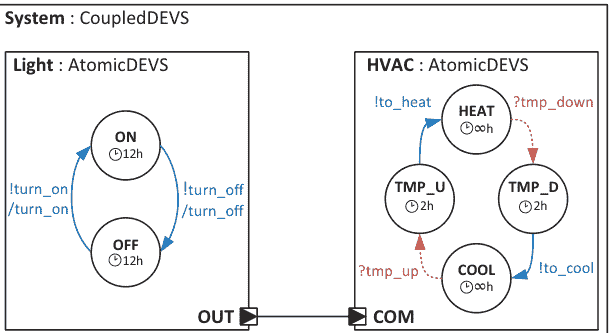 System : CoupledDEVS
Light : AtomicDEVS
ON
12h
!turn_on
/turn_on
!turn_off
/turn_off
OFF
12h
OUT
HVAC : AtomicDEVS
!to_heat
HEAT
∞h
?tmp_down
TMP_U
2h
TMP_D
2h
?tmp_up
COOL
∞h
!to_cool
COM